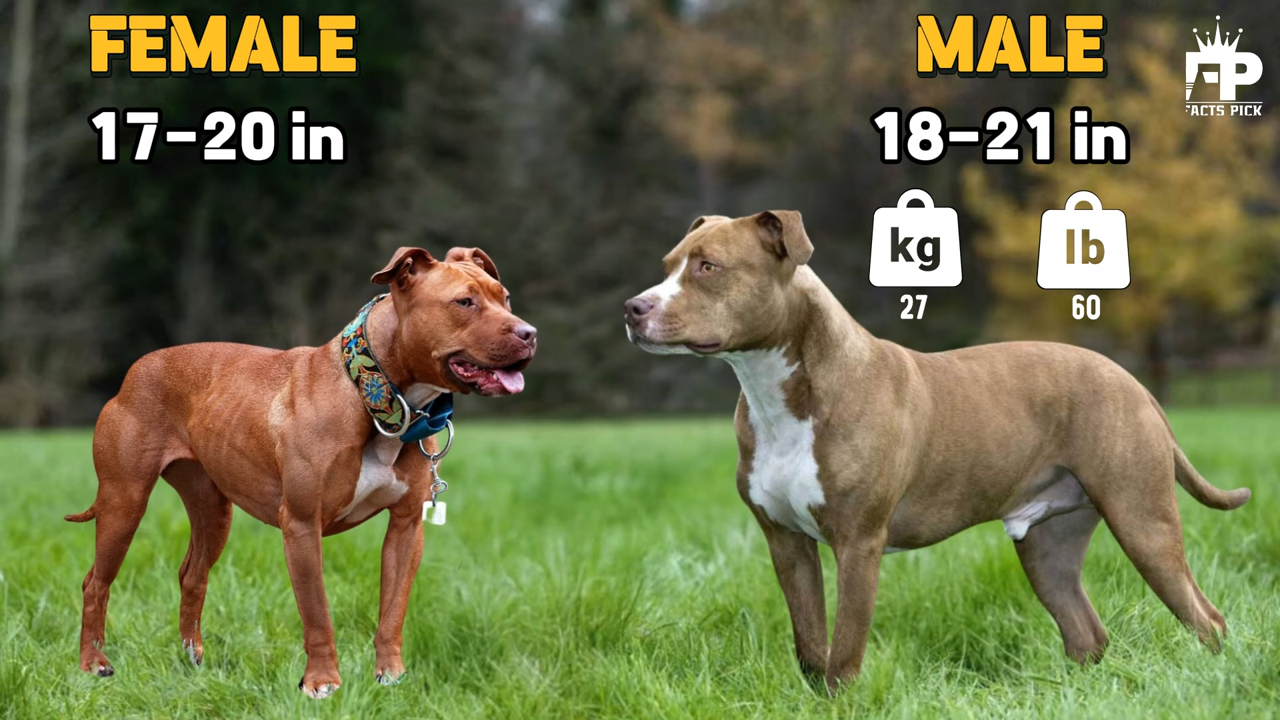 FEMALE
17-20 in
MALE
18-21 in
kg
27
lb
60
FP
FACTS PICK